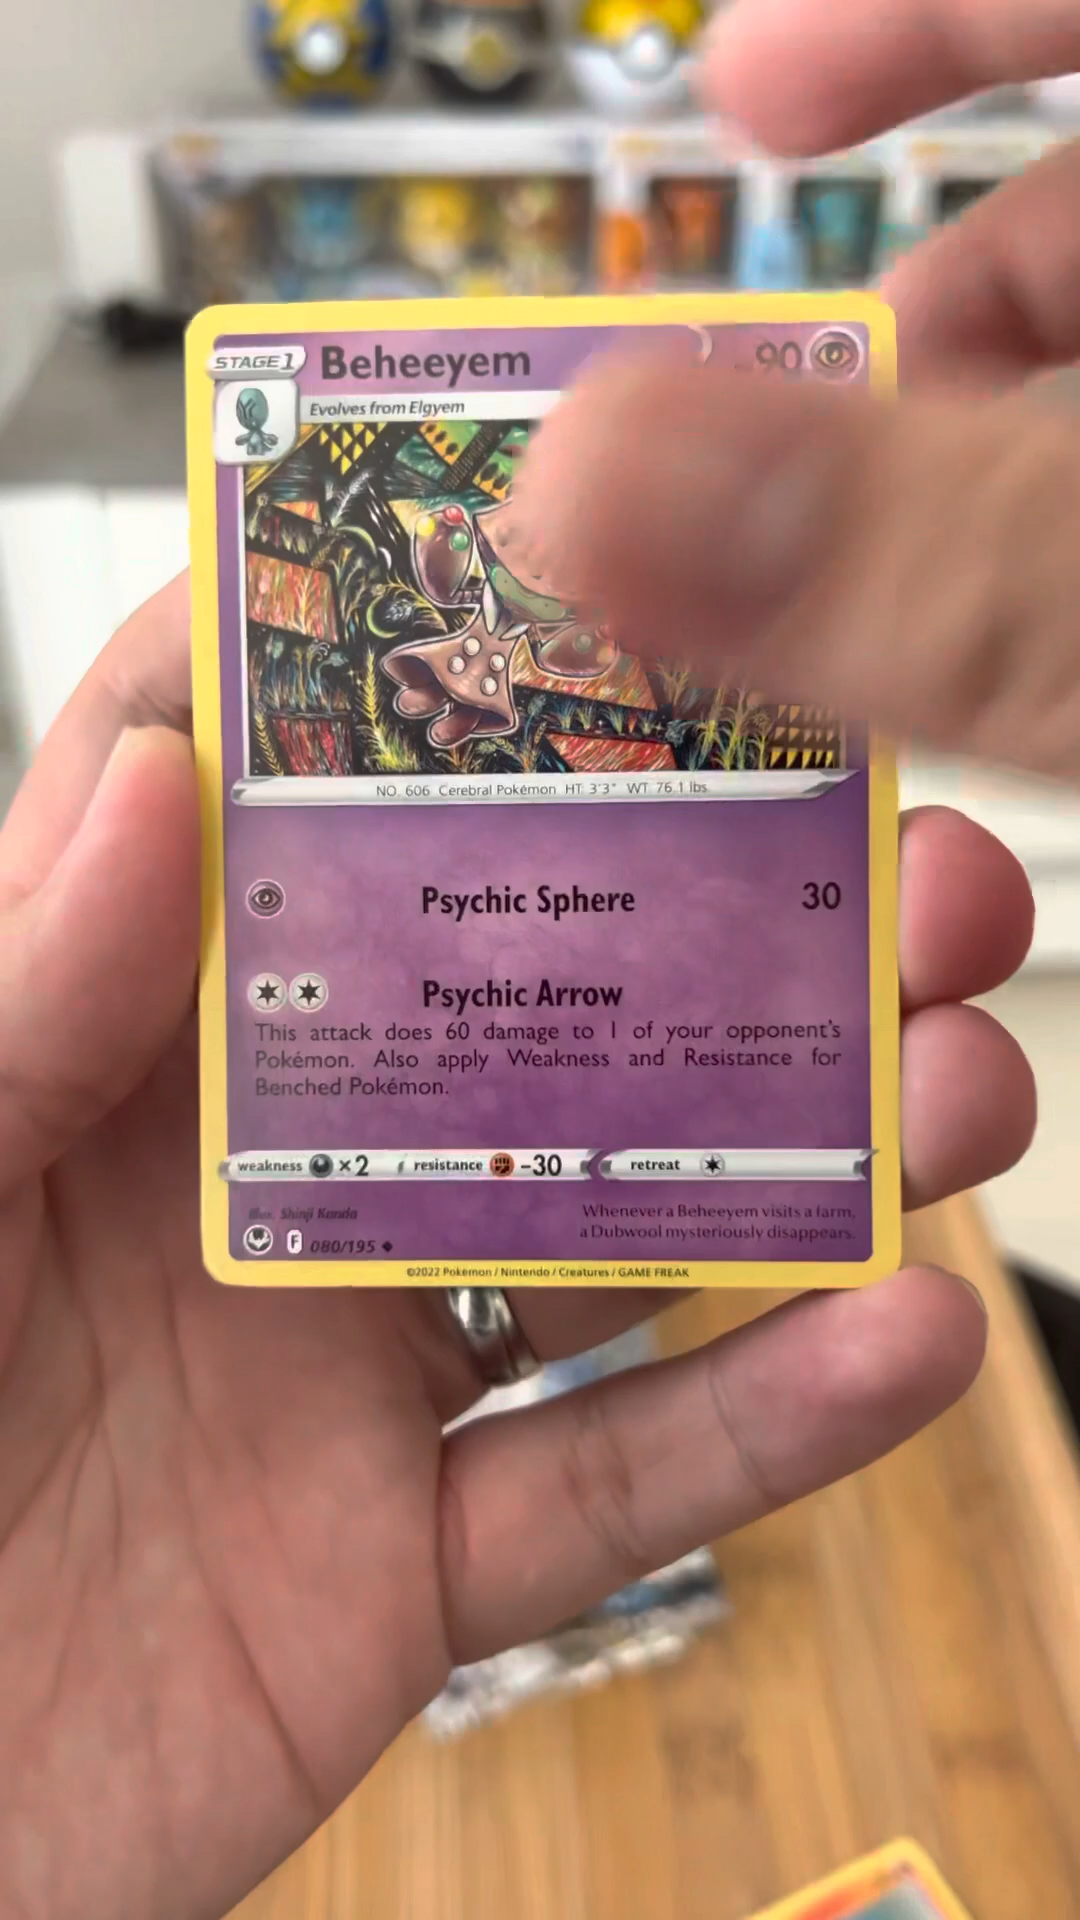 STAGE 1 Beheeyem 90
Evolves from Elgyem
NO. 606 Cerebral Pokémon HT 3'3" WT 76.1 lbs
Psychic Sphere 30
Psychic Arrow
This attack does 60 damage to 1 of your opponent's
Pokémon. Also apply Weakness and Resistance for
Benched Pokémon.
weakness ×2 resistance -30 retreat
Illus. Shinji Kanda
Whenever a Beheeyem visits a farm,
a Dubwool mysteriously disappears.
F 080/195
©2022 Pokémon / Nintendo / Creatures / GAME FREAK